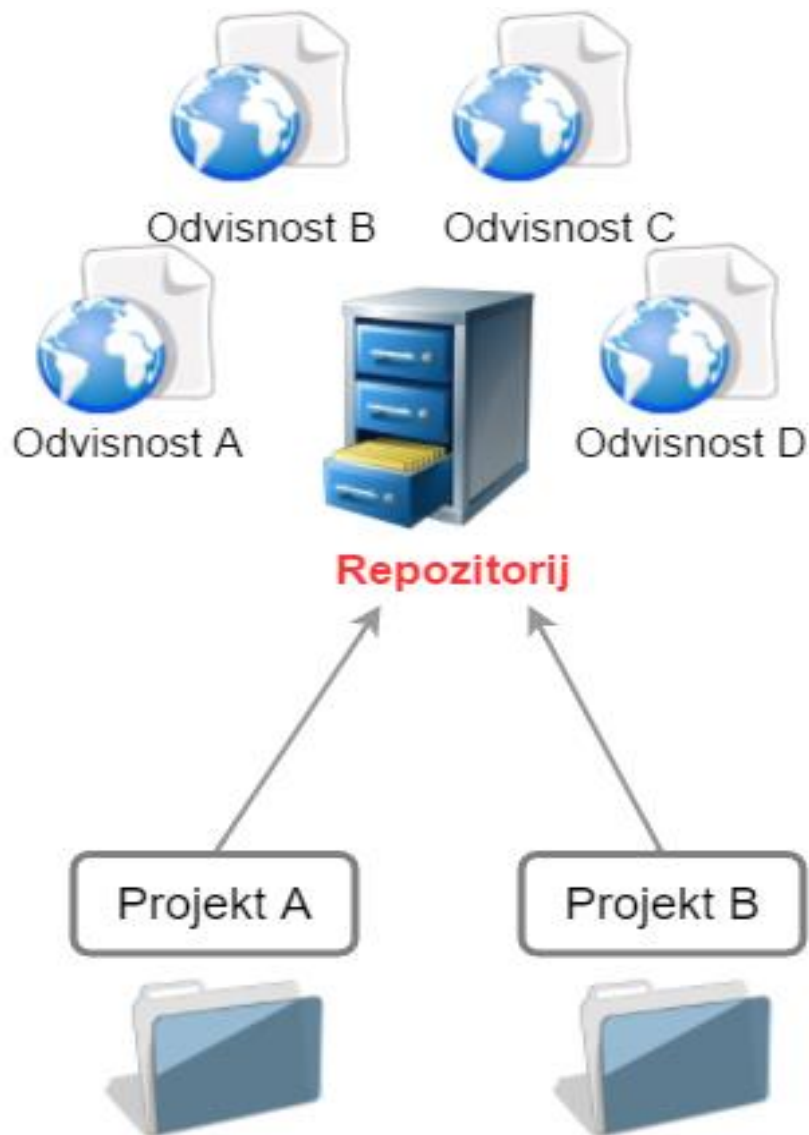 Odvisnost B
Odvisnost C
Odvisnost A
Odvisnost D
Repozitorij
Projekt A
Projekt B